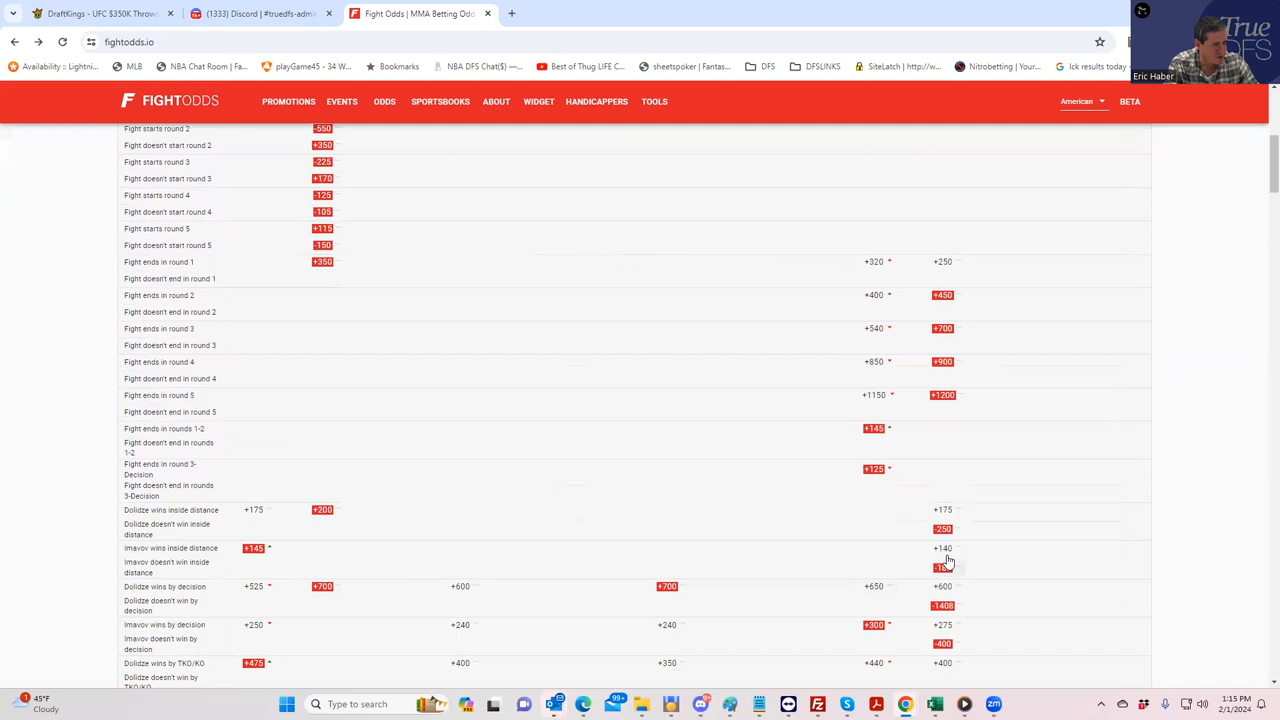 DraftKings - UFC $350K Throw
(1333) Discord | #truedfs-admi
Fight Odds | MMA Betting Odd
fightodds.io
Availability :: Lightni...
MLB
NBA Chat Room | Fa...
playGame45 - 34 W...
Bookmarks
NBA DFS Chat($) —...
Best of Thug LIFE C...
sheetspoker | Fanta...
DFS
DFSLINKS
SiteLatch | http://w...
Nitrobetting | Your...
lck results today |
True
DFS
Eric Haber
FIGHTODDS
PROMOTIONS EVENTS ODDS SPORTSBOOKS ABOUT WIDGET HANDICAPPERS TOOLS
American
BETA
Fight starts round 2 -550
Fight doesn't start round 2 +350
Fight starts round 3 -225
Fight doesn't start round 3 +170
Fight starts round 4 -125
Fight doesn't start round 4 -105
Fight starts round 5 +115
Fight doesn't start round 5 -150
Fight ends in round 1 +350 +320 +250
Fight doesn't end in round 1
Fight ends in round 2 +400 +450
Fight doesn't end in round 2
Fight ends in round 3 +540 +700
Fight doesn't end in round 3
Fight ends in round 4 +850 +900
Fight doesn't end in round 4
Fight ends in round 5 +1150 +1200
Fight doesn't end in round 5
Fight ends in rounds 1-2 +145
Fight doesn't end in rounds
1-2
Fight ends in round 3-
Decision +125
Fight doesn't end in rounds
3-Decision
Dolidze wins inside distance +175 +200 +175
Dolidze doesn't win inside
distance -250
Imavov wins inside distance +145 +140
Imavov doesn't win inside
distance
Dolidze wins by decision +525 +700 +600 +700 +650 +600
Dolidze doesn't win by
decision -1408
Imavov wins by decision +250 +240 +240 +300 +275
Imavov doesn't win by
decision -400
Dolidze wins by TKO/KO +475 +400 +350 +440 +400
Dolidze doesn't win by
TKO/KO
45°F
Cloudy
Type to search
99+
1:15 PM
2/1/2024